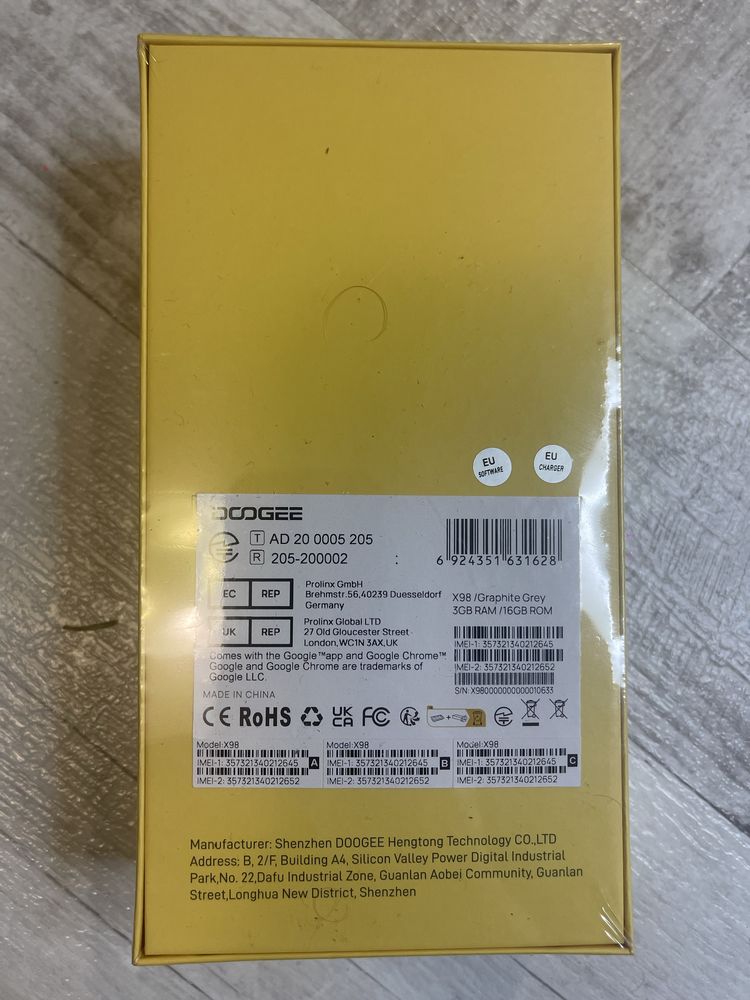 EU
SOFTWARE
EU
CHARGER
DOOGEE
T AD 20 0005 205
R 205-200002 :
6 924351 631628
EC REP
Prolinx GmbH
Brehmstr.56,40239 Duesseldorf
Germany
UK REP
Prolinx Global LTD
27 Old Gloucester Street
London,WC1N 3AX,UK
X98 /Graphite Grey
3GB RAM /16GB ROM
IMEI-1: 357321340212645
IMEI-2: 357321340212652
S/N: X980000000000010633
Comes with the Google™app and Google Chrome™
Google and Google Chrome are trademarks of
Google LLC.
MADE IN CHINA
CE RoHS UK CA FC
Model:X98
IMEI-1: 357321340212645
IMEI-2: 357321340212652
A
Model:X98
IMEI-1: 357321340212645
IMEI-2: 357321340212652
B
Model:X98
IMEI-1: 357321340212645
IMEI-2: 357321340212652
C
Manufacturer: Shenzhen DOOGEE Hengtong Technology CO.,LTD
Address: B, 2/F, Building A4, Silicon Valley Power Digital Industrial
Park,No. 22,Dafu Industrial Zone, Guanlan Aobei Community, Guanlan
Street,Longhua New District, Shenzhen